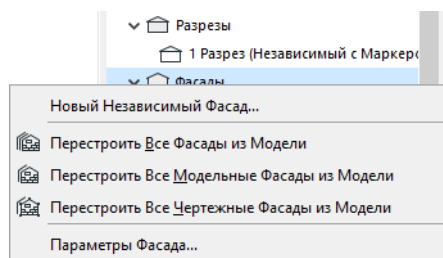 Разрезы
1 Разрез (Независимый с Маркер
Фасады
Новый Независимый Фасад...
Перестроить Все Фасады из Модели
Перестроить Все Модельные Фасады из Модели
Перестроить Все Чертежные Фасады из Модели
Параметры Фасада...